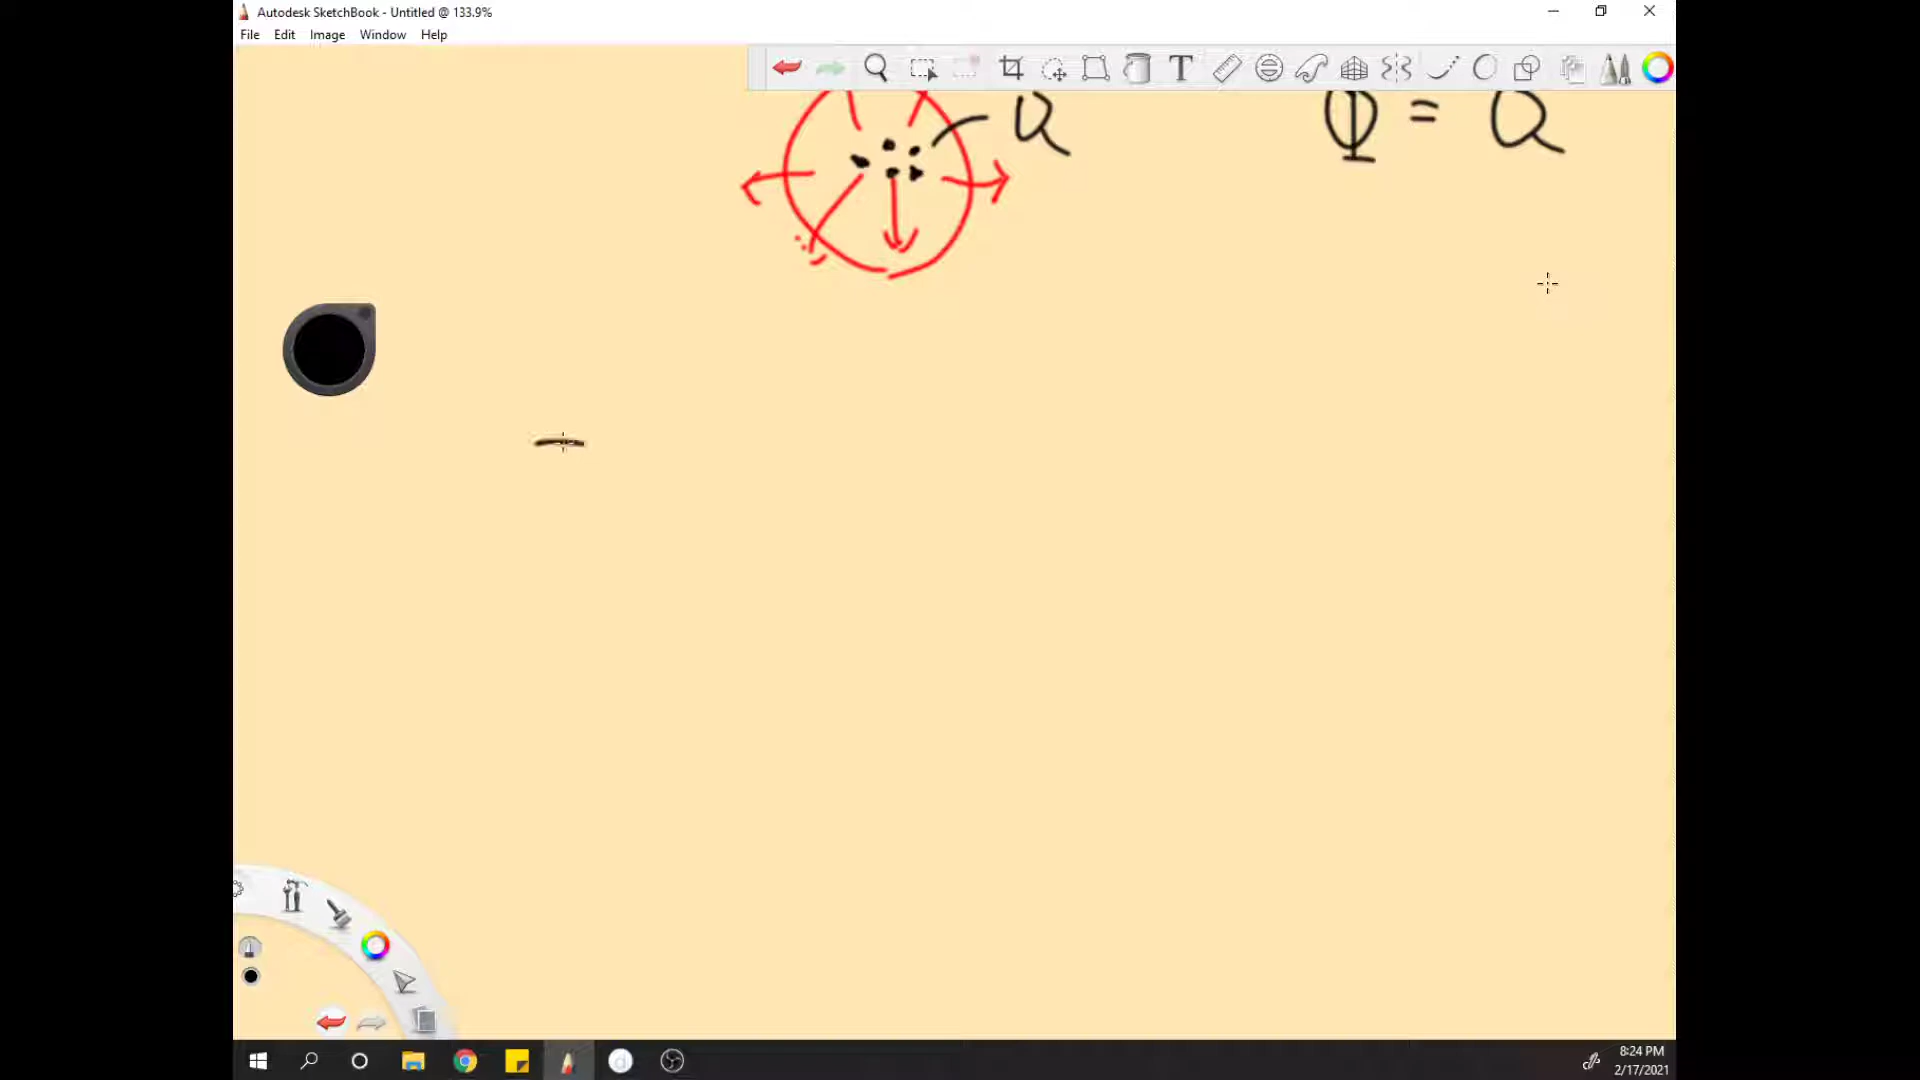 Autodesk SketchBook - Untitled @ 133.9%
File Edit Image Window Help
T
Q Φ = Q
8:24 PM
2/17/2021